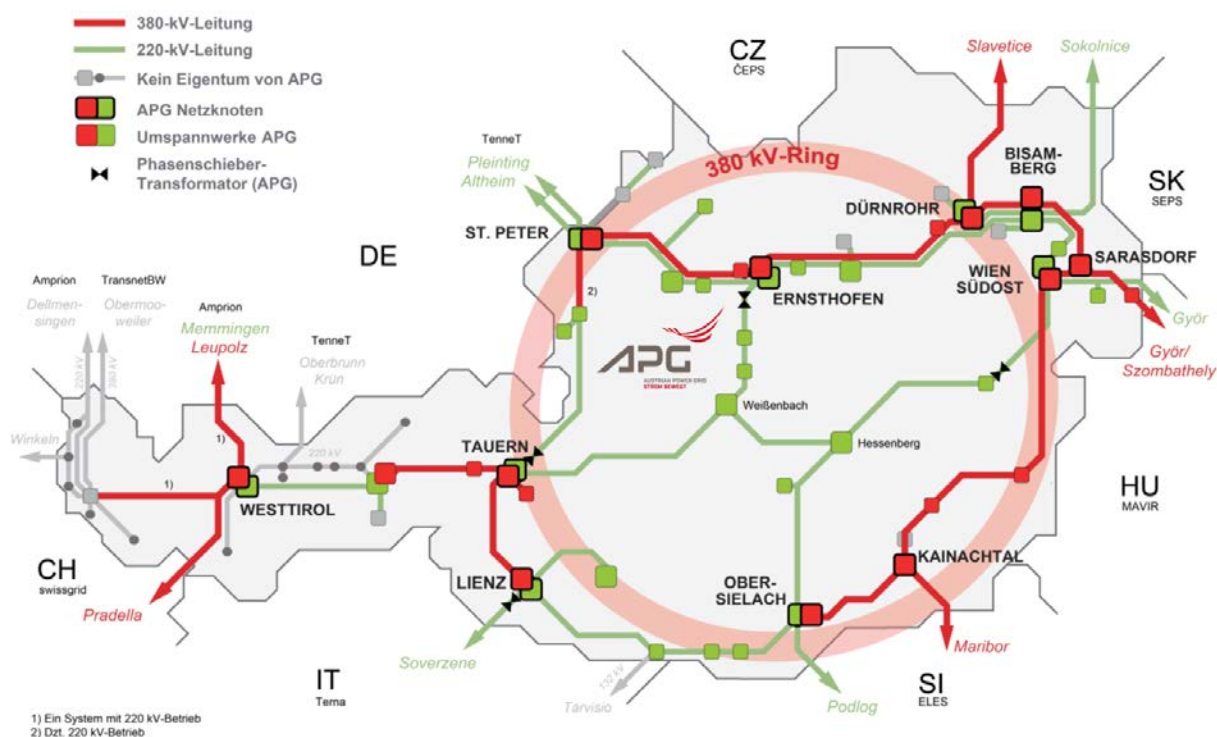 380-kV-Leitung
220-kV-Leitung
Kein Eigentum von APG
APG Netzknoten
Umspannwerke APG
Phasenschieber-
Transformator (APG)
CZ
ČEPS
Slavetice
Sokolnice
TenneT
Pleinting
Altheim
380 kV-Ring
BISAM-
BERG
SK
SEPS
DÜRNROHR
ST. PETER
DE
SARASDORF
WIEN
SÜDOST
ERNSTHOFEN
Amprion
TransnetBW
Dellmen-
singen
Obermoo-
weiler
Amprion
Memmingen
Leupolz
TenneT
Oberbrunn
Krün
2)
APG
AUSTRIAN POWER GRID
STROM BEWEGT
Györ
Györ/
Szombathely
220 kV
380 kV
Weißenbach
Winkeln
1)
220 kV
TAUERN
Hessenberg
1)
WESTTIROL
HU
MAVIR
CH
swissgrid
KAINACHTAL
LIENZ
OBER-
SIELACH
Pradella
Soverzene
Maribor
IT
Terna
132 kV
Tarvisio
Podlog
SI
ELES
1) Ein System mit 220 kV-Betrieb
2) Dzt. 220 kV-Betrieb